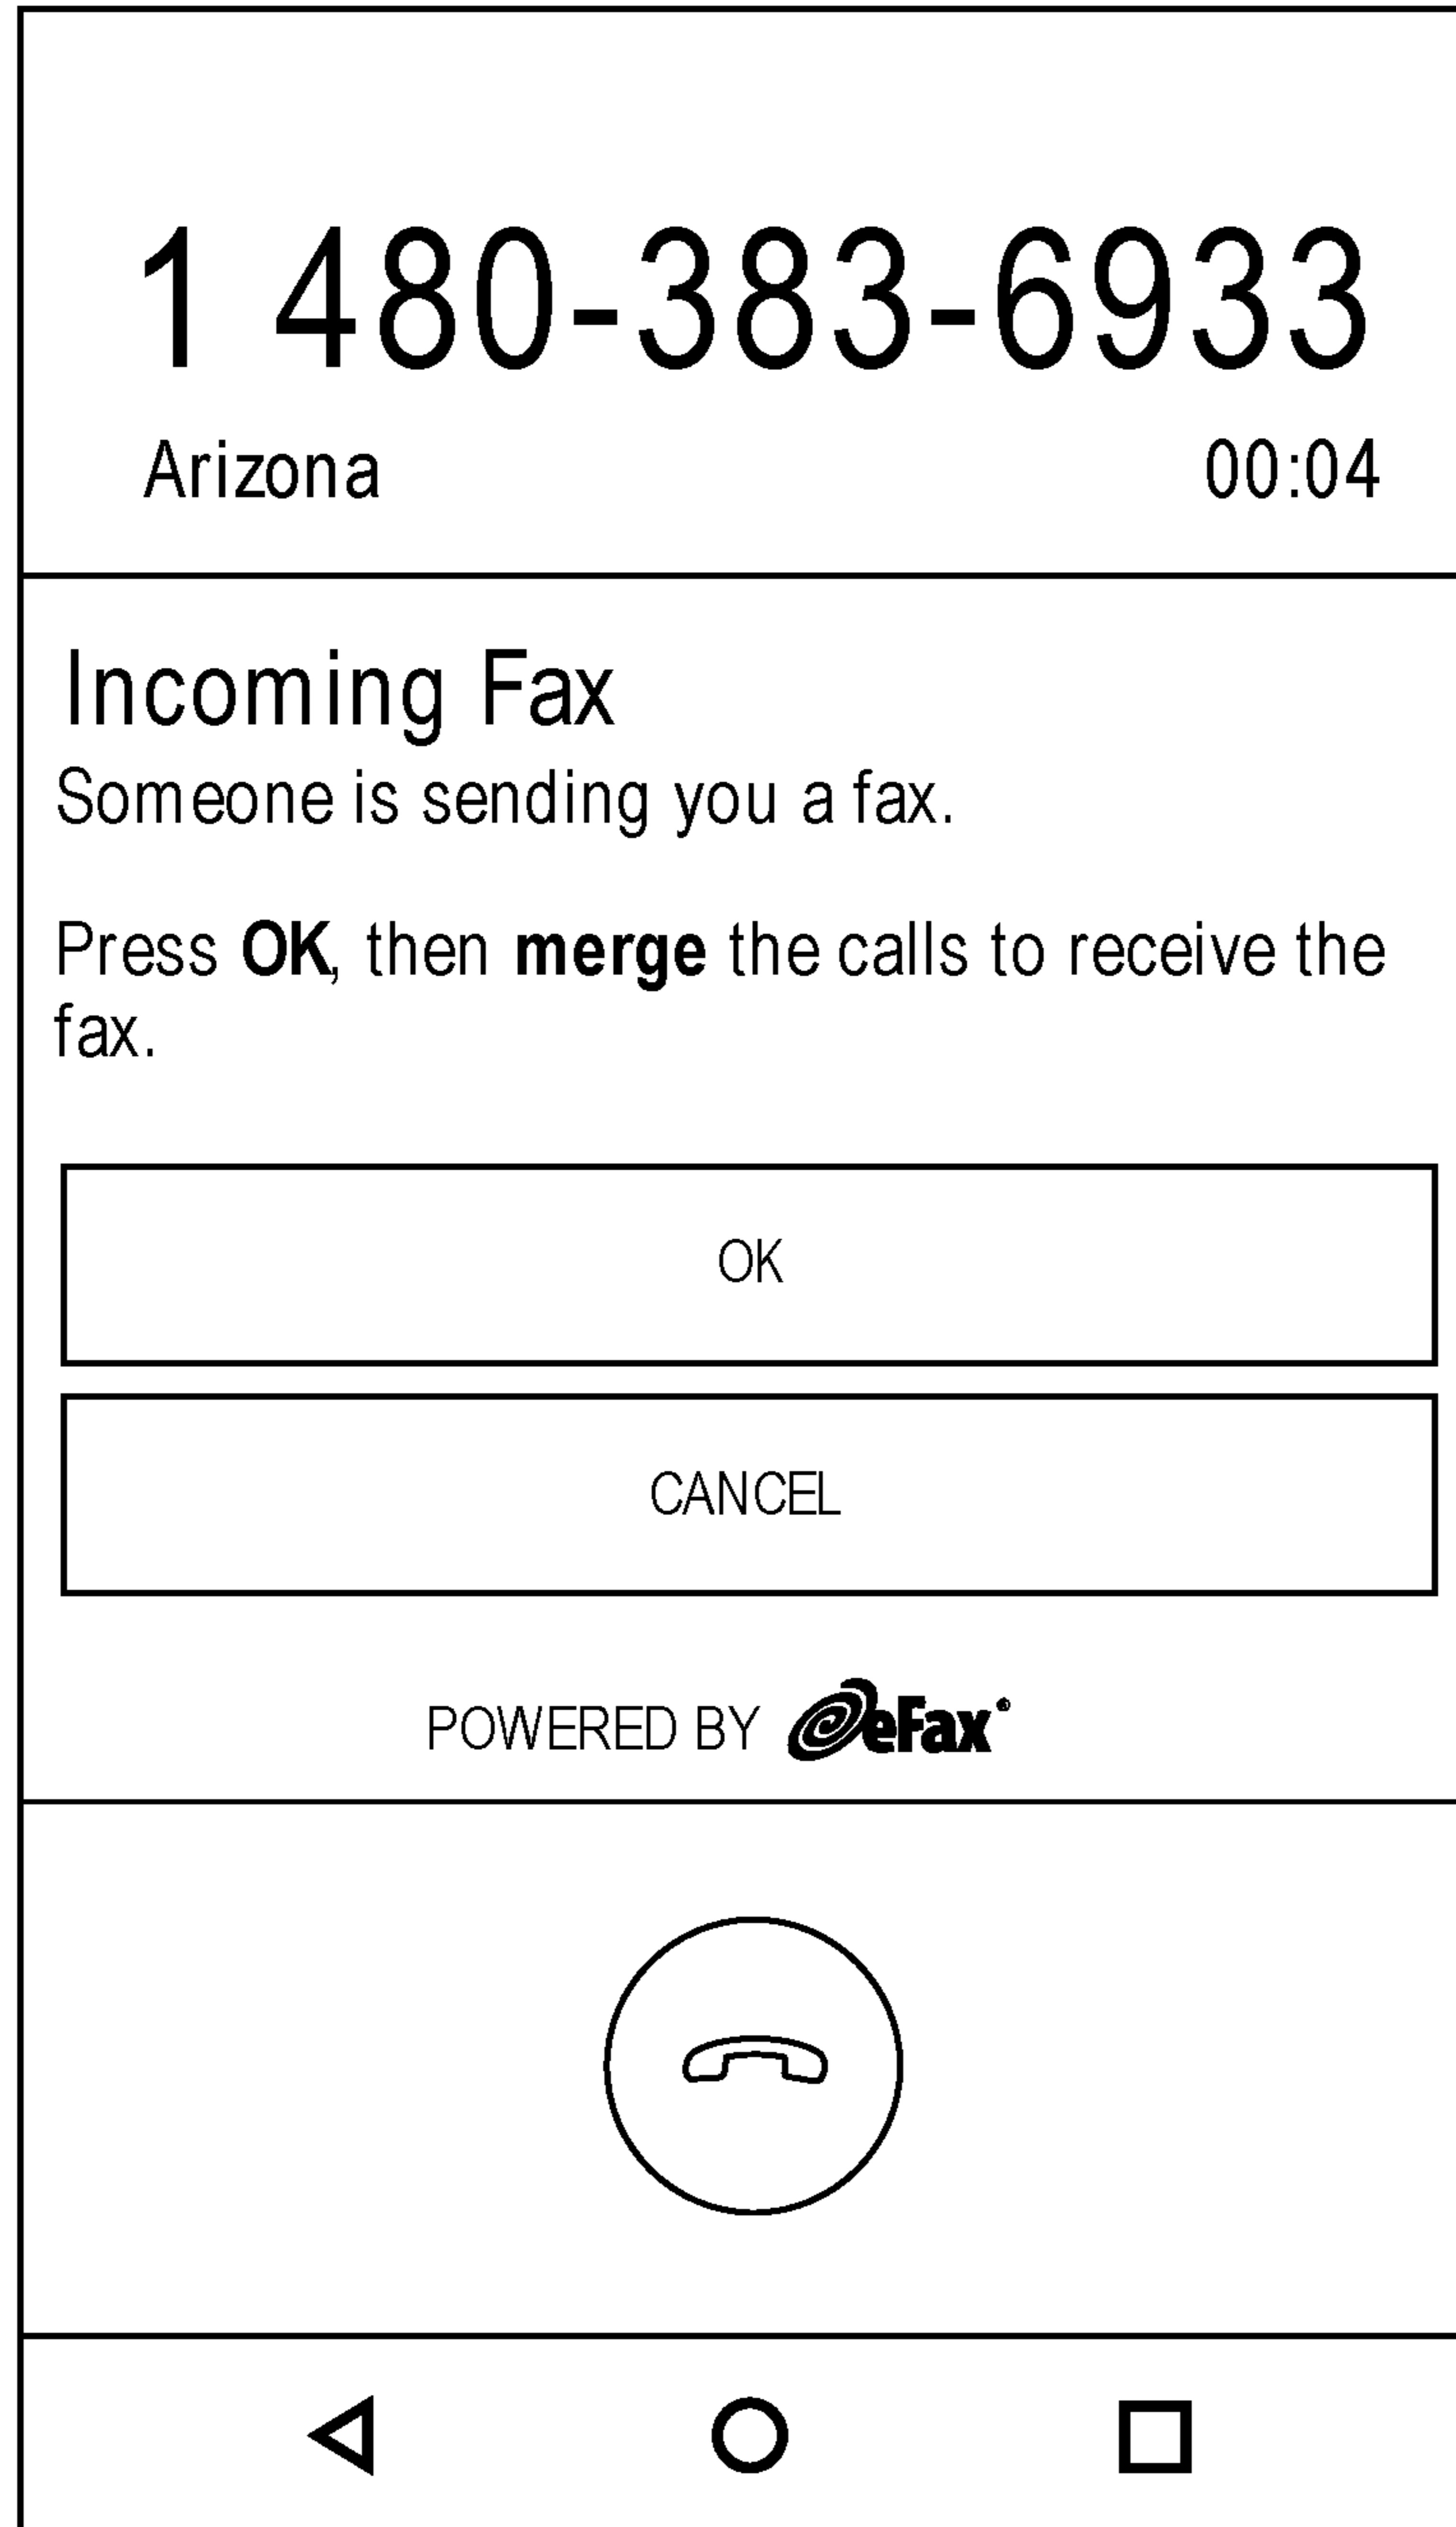 1 480-383-6933
Arizona 00:04
Incoming Fax
Someone is sending you a fax.
Press OK, then merge the calls to receive the
fax.
OK
CANCEL
POWERED BY eFax®